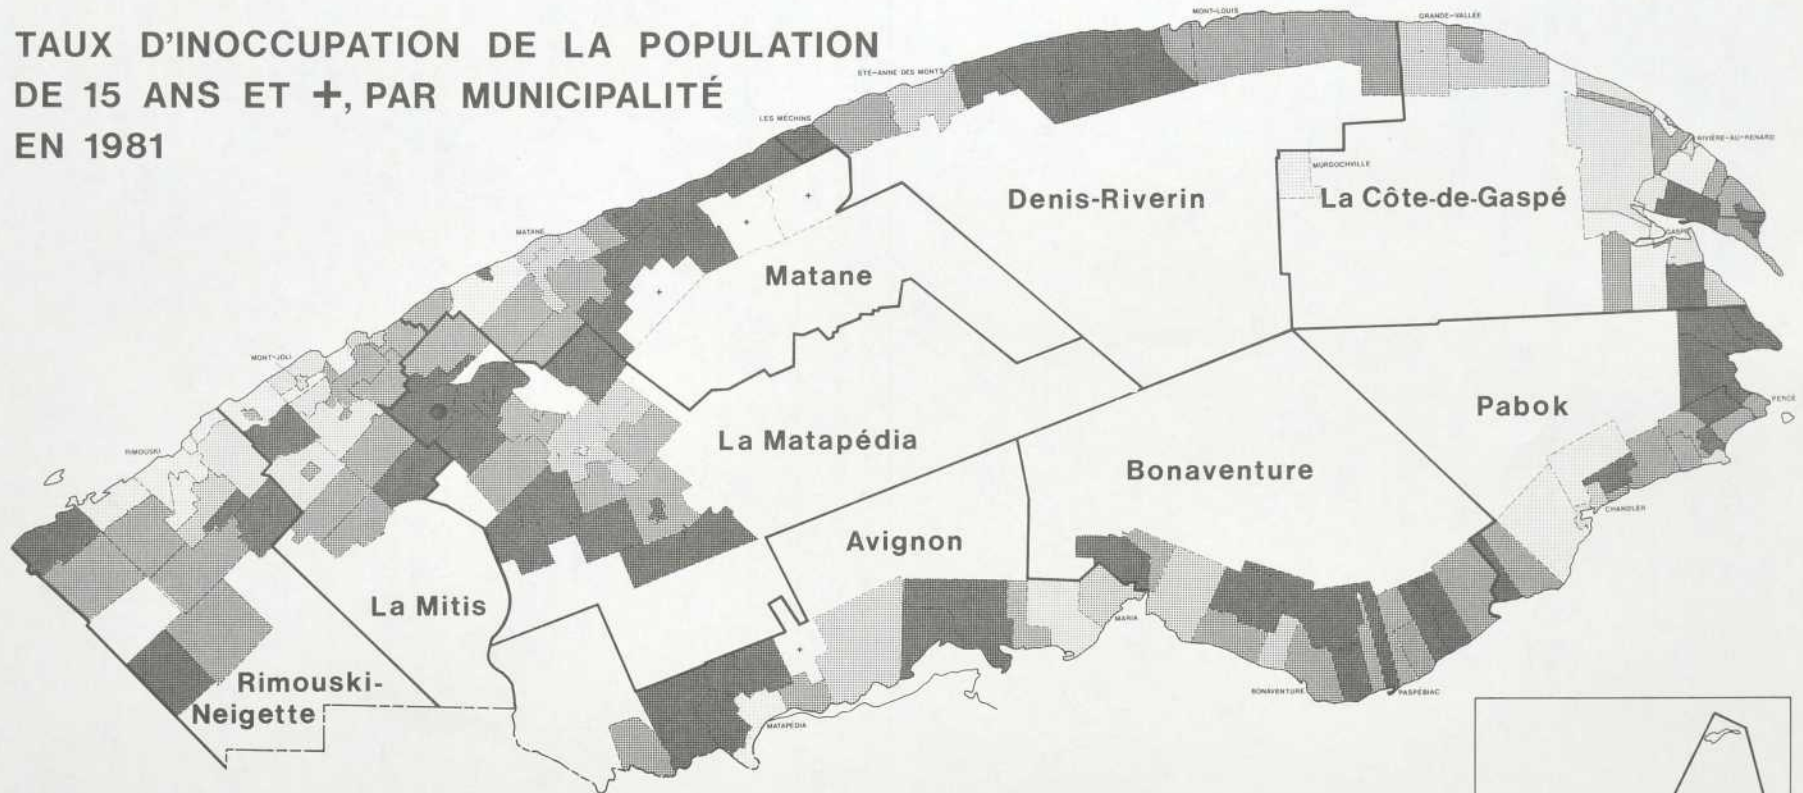 TAUX D'INOCCUPATION DE LA POPULATION
DE 15 ANS ET +, PAR MUNICIPALITÉ
EN 1981
MONT-LOUIS
GRANDE-VALLÉE
STE-ANNE DES MONTS
LES MÉCHINS
RIVIÈRE-AU-RENARD
MURDOCHVILLE
Denis-Riverin
La Côte-de-Gaspé
MATANE
GASPÉ
Matane
MONT-JOLI
PERCÉ
Pabok
La Matapédia
RIMOUSKI
Bonaventure
CHANDLER
Avignon
La Mitis
MARIA
Rimouski-
Neigette
BONAVENTURE
PASPÉBIAC
MATAPÉDIA